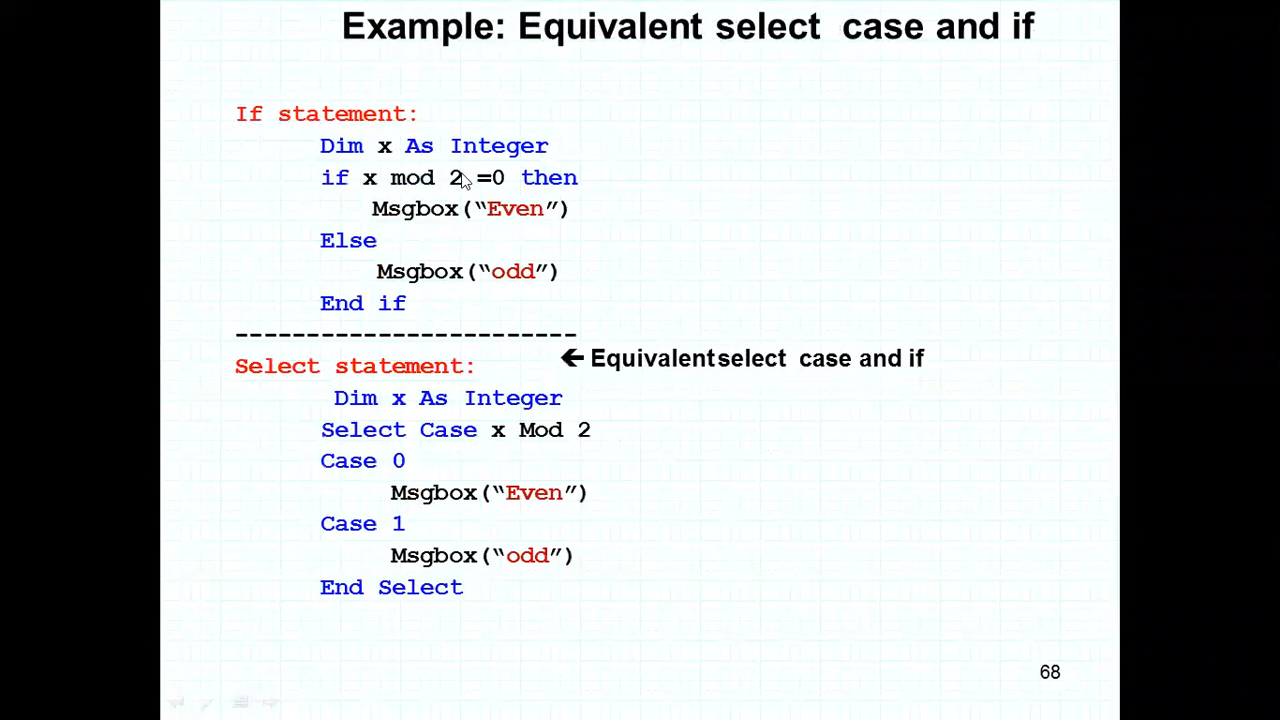 Example: Equivalent select case and if
If statement:
Dim x As Integer
if x mod 2 =0 then
Msgbox(“Even”)
Else
Msgbox(“odd”)
End if
------------------------
🡨 Equivalent select case and if
Select statement:
Dim x As Integer
Select Case x Mod 2
Case 0
Msgbox(“Even”)
Case 1
Msgbox(“odd”)
End Select
68